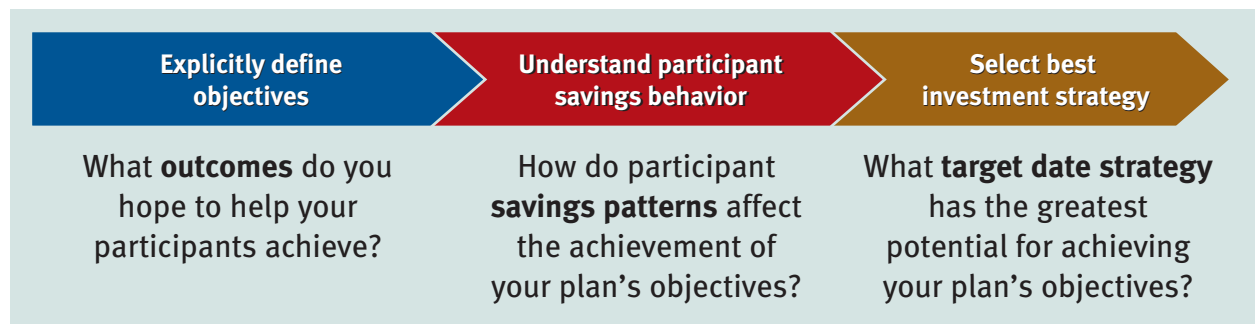 Explicitly define
objectives
What outcomes do you
hope to help your
participants achieve?
Understand participant
savings behavior
How do participant
savings patterns affect
the achievement of
your plan’s objectives?
Select best
investment strategy
What target date strategy
has the greatest
potential for achieving
your plan’s objectives?